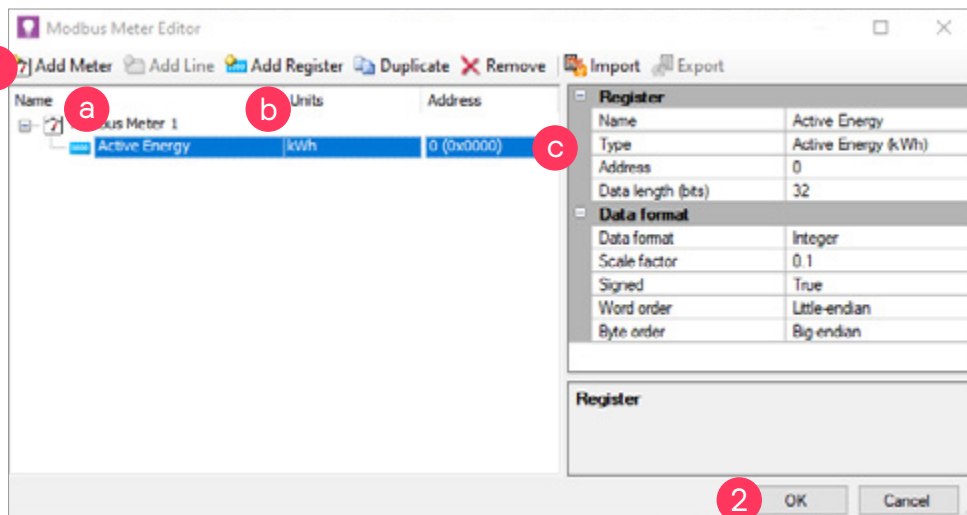 Modbus Meter Editor
Add Meter Add Line Add Register Duplicate Remove Import Export
Name a b Units Address
bus Meter 1
Active Energy kWh 0 (0x0000) c
Register
Name Active Energy
Type Active Energy (kWh)
Address 0
Data length (bits) 32
Data format
Data format Integer
Scale factor 0.1
Signed True
Word order Little-endian
Byte order Big-endian
Register
2 OK Cancel